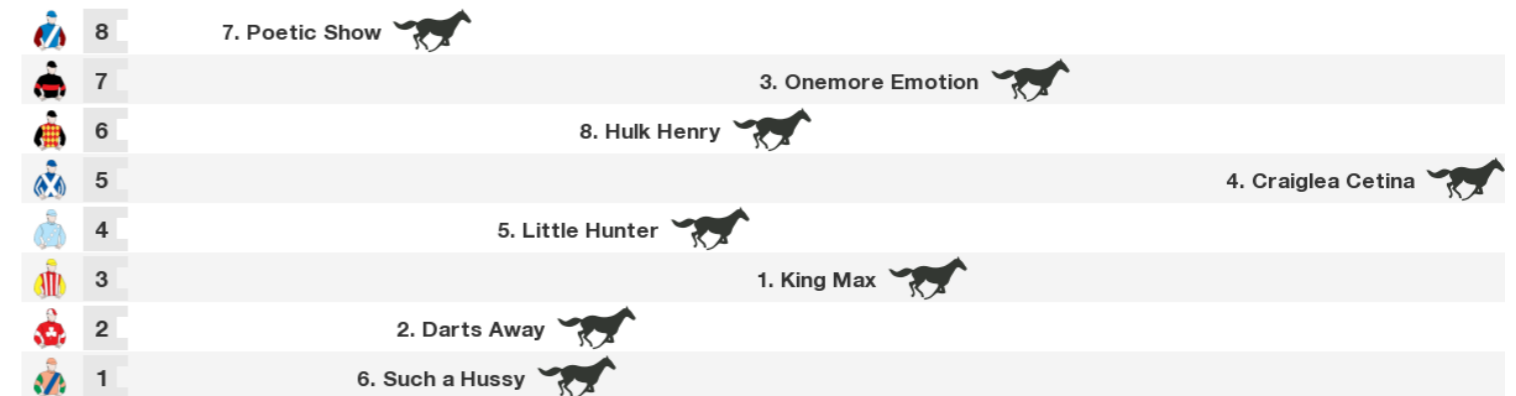 8 7. Poetic Show
7 3. Onemore Emotion
6 8. Hulk Henry
5 4. Craiglea Cetina
4 5. Little Hunter
3 1. King Max
2 2. Darts Away
1 6. Such a Hussy